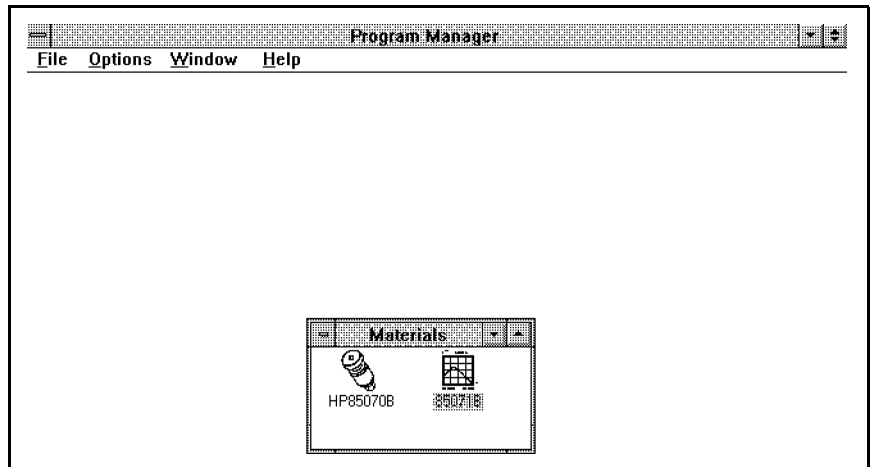 Program Manager
File Options Window Help
Materials
HP85070B 85071B